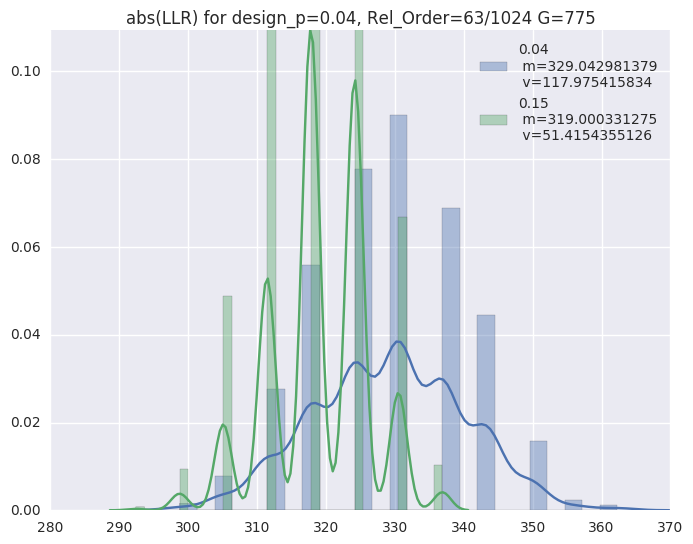 abs(LLR) for design_p=0.04, Rel_Order=63/1024 G=775
0.04
m=329.042981379
v=117.975415834
0.15
m=319.000331275
v=51.4154355126
0.10
0.08
0.06
0.04
0.02
0.00
280 290 300 310 320 330 340 350 360 370